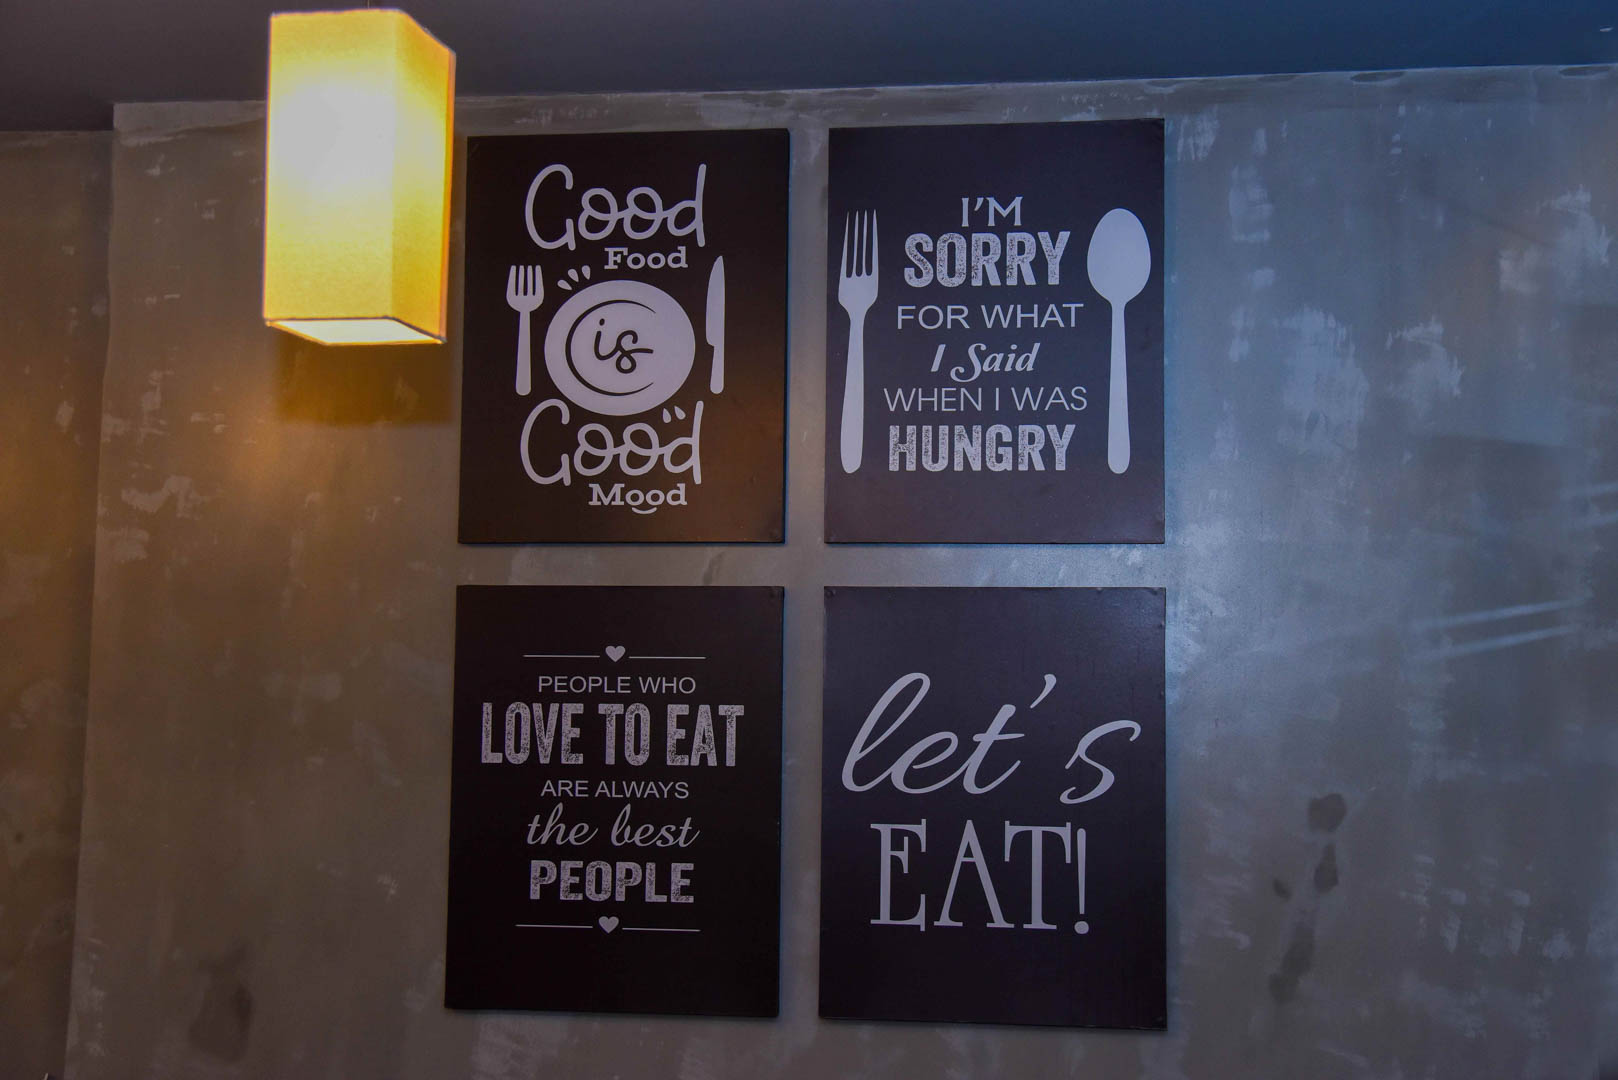 Good
Food
is
Good
Mood
I'M
SORRY
FOR WHAT
I Said
WHEN I WAS
HUNGRY
PEOPLE WHO
LOVE TO EAT
ARE ALWAYS
the best
PEOPLE
let's
EAT!